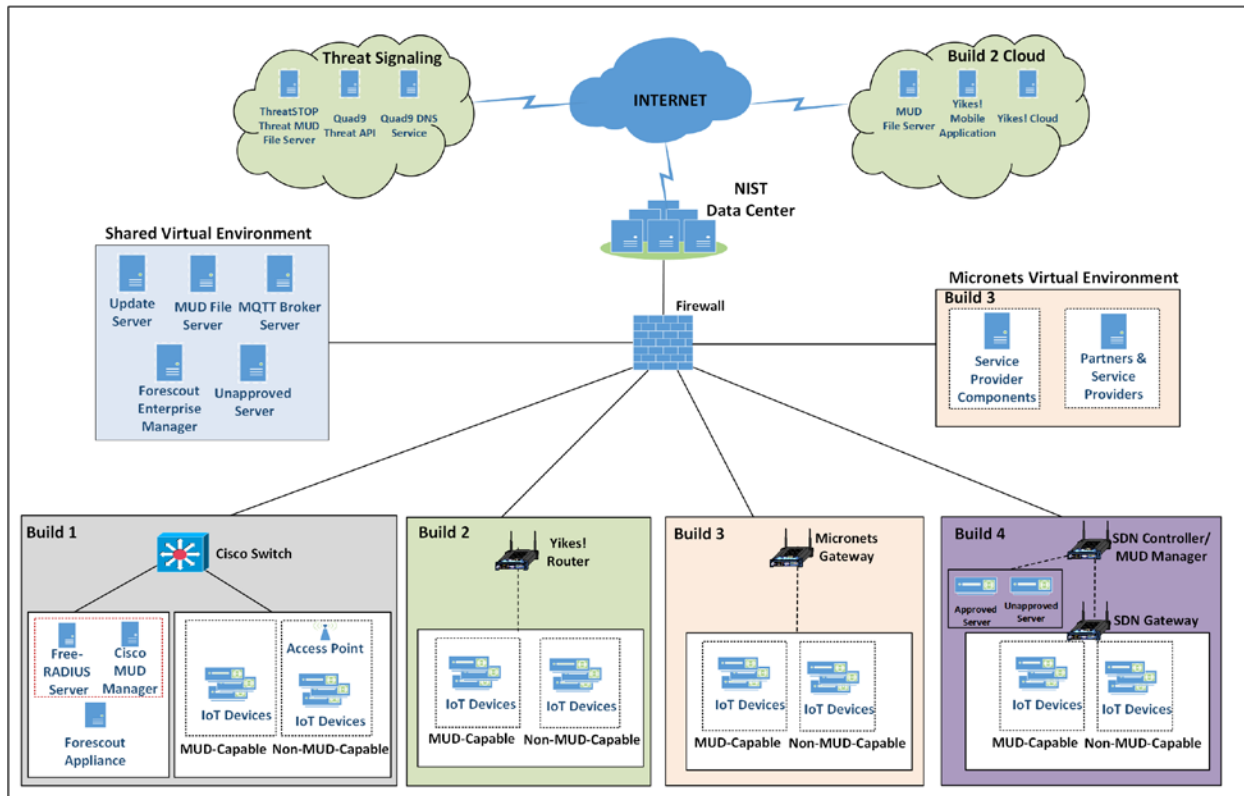 Threat Signaling
ThreatSTOP
Threat MUD
File Server
Quad9
Threat API
Quad9 DNS
Service
INTERNET
Build 2 Cloud
MUD
File Server
Yikes!
Mobile
Application
Yikes! Cloud
NIST
Data Center
Shared Virtual Environment
Update
Server
MUD File
Server
MQTT Broker
Server
Forescout
Enterprise
Manager
Unapproved
Server
Firewall
Micronets Virtual Environment
Build 3
Service
Provider
Components
Partners &
Service
Providers
Build 1
Cisco Switch
Free-
RADIUS
Server
Cisco
MUD
Manager
Forescout
Appliance
IoT Devices
MUD-Capable
Access Point
IoT Devices
Non-MUD-Capable
Build 2
Yikes!
Router
IoT Devices
MUD-Capable
IoT Devices
Non-MUD-Capable
Build 3
Micronets
Gateway
IoT Devices
MUD-Capable
IoT Devices
Non-MUD-Capable
Build 4
SDN Controller/
MUD Manager
Approved
Server
Unapproved
Server
SDN Gateway
IoT Devices
MUD-Capable
IoT Devices
Non-MUD-Capable